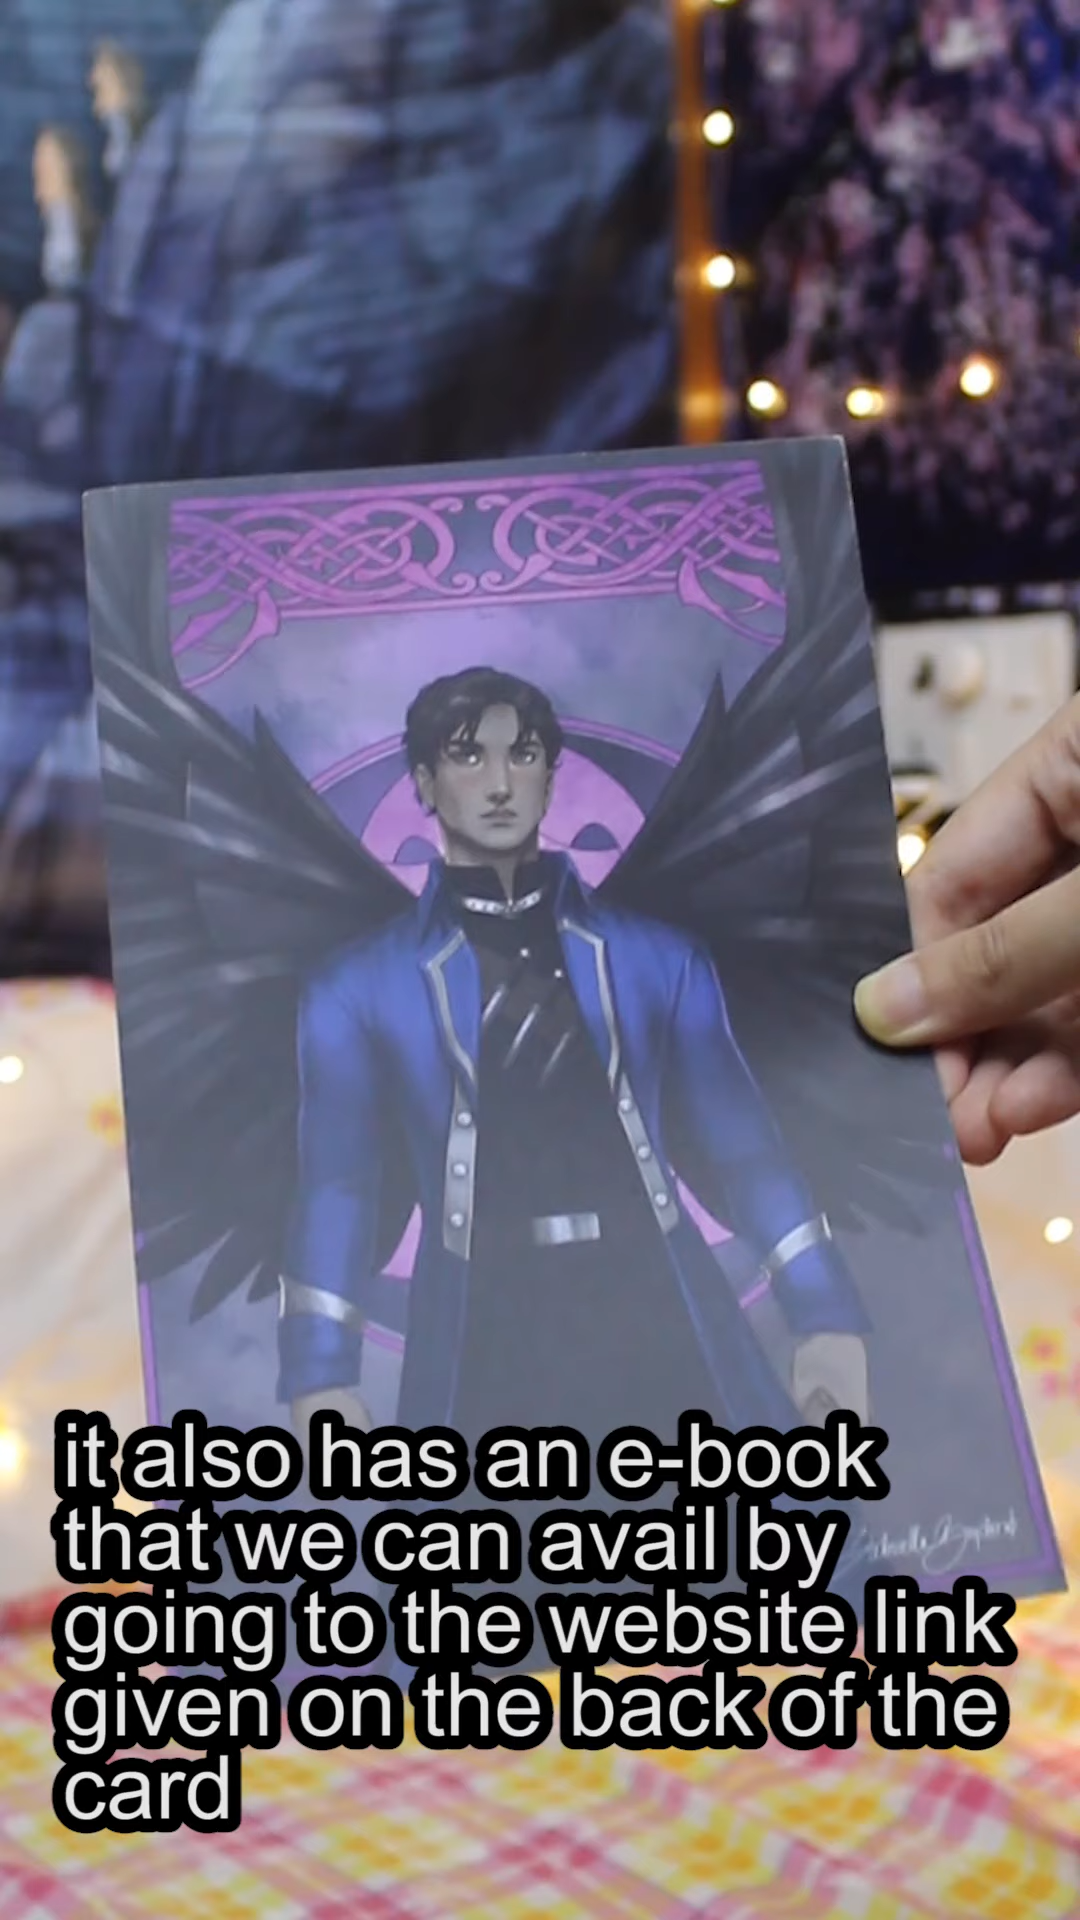 it also has an e-book
that we can avail by
going to the website link
given on the back of the
card